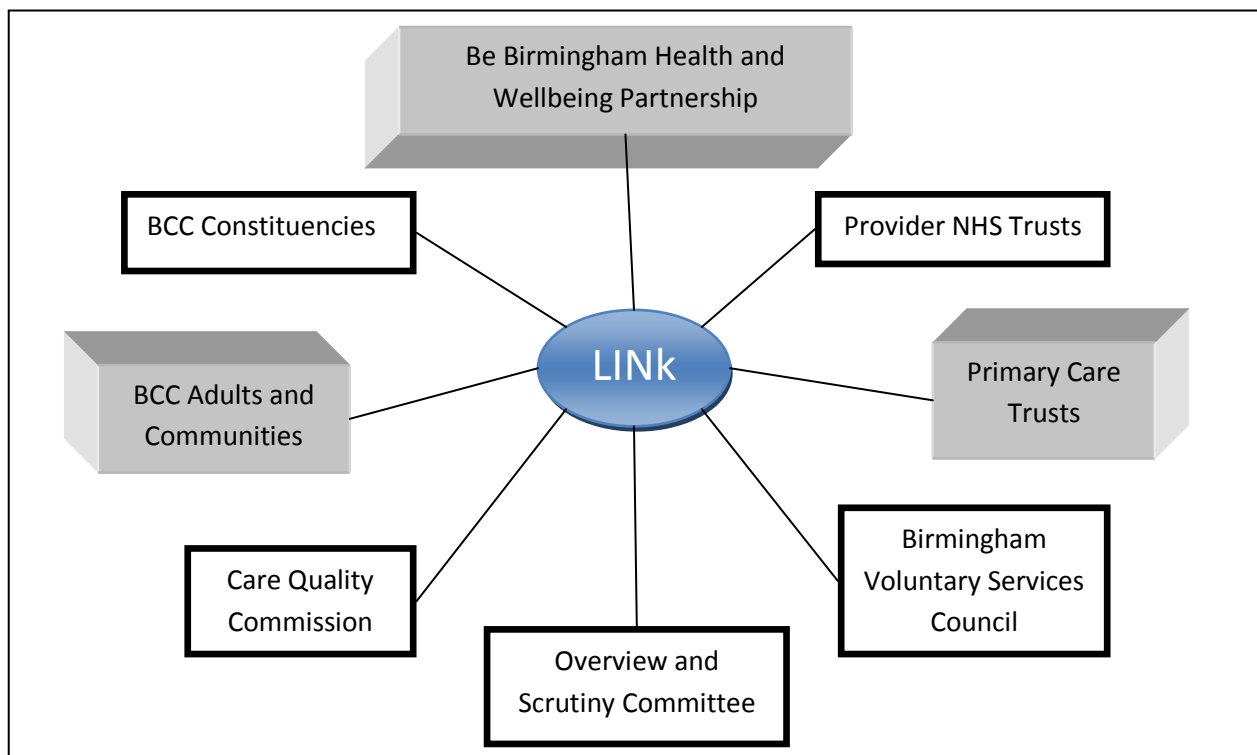 Be Birmingham Health and
Wellbeing Partnership
BCC Constituencies
Provider NHS Trusts
LINk
BCC Adults and
Communities
Primary Care
Trusts
Care Quality
Commission
Birmingham
Voluntary Services
Council
Overview and
Scrutiny Committee